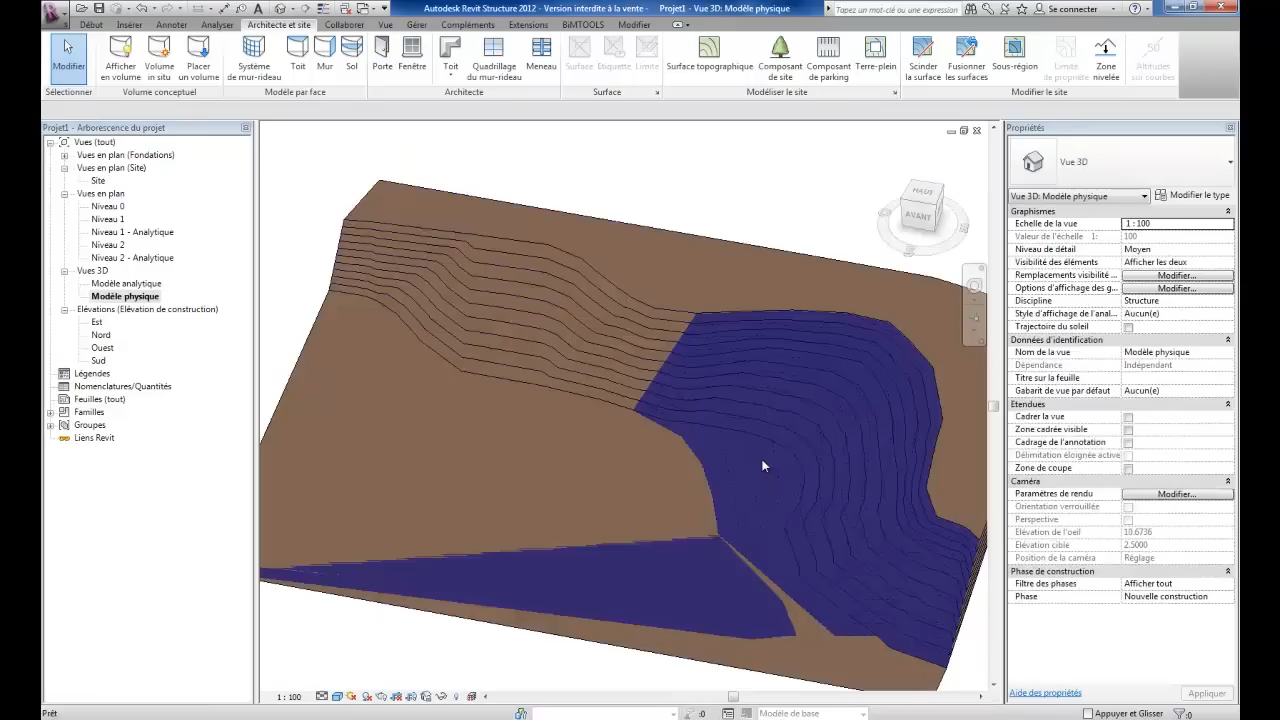 Autodesk Revit Structure 2012 - Version interdite à la vente - Projet1 - Vue 3D: Modèle physique
Tapez un mot-clé ou une expression
Se connecter
Début Insérer Annoter Analyser Architecte et site Collaborer Vue Gérer Compléments Extensions BiMTOOLS Modifier
Modifier
Afficher en volume
Volume in situ
Placer un volume
Système de mur-rideau
Toit
Mur
Sol
Porte
Fenêtre
Toit
Quadrillage du mur-rideau
Meneau
Surface
Etiquette
Limite
Surface topographique
Composant de site
Composant de parking
Terre-plein
Scinder la surface
Fusionner les surfaces
Sous-région
Limite de propriété
Zone nivelée
50
Altitudes sur courbes
Sélectionner
Volume conceptuel
Modèle par face
Architecte
Surface
Modéliser le site
Modifier le site
Projet1 - Arborescence du projet
Vues (tout)
Vues en plan (Fondations)
Vues en plan (Site)
Site
Vues en plan
Niveau 0
Niveau 1
Niveau 1 - Analytique
Niveau 2
Niveau 2 - Analytique
Vues 3D
Modèle analytique
Modèle physique
Elévations (Elévation de construction)
Est
Nord
Ouest
Sud
Légendes
Nomenclatures/Quantités
Feuilles (tout)
Familles
Groupes
Liens Revit
HAUT
AVANT
Propriétés
Vue 3D
Vue 3D: Modèle physique
Modifier le type
Graphismes
Echelle de la vue 1 : 100
Valeur de l'échelle 1: 100
Niveau de détail Moyen
Visibilité des éléments Afficher les deux
Remplacements visibilité ... Modifier...
Options d'affichage des g... Modifier...
Discipline Structure
Style d'affichage de l'anal... Aucun(e)
Trajectoire du soleil
Données d'identification
Nom de la vue Modèle physique
Dépendance Indépendant
Titre sur la feuille
Gabarit de vue par défaut Aucun(e)
Etendues
Cadrer la vue
Zone cadrée visible
Cadrage de l'annotation
Délimitation éloignée active
Zone de coupe
Caméra
Paramètres de rendu Modifier...
Orientation verrouillée
Perspective
Elévation de l'oeil 10.6736
Elévation cible 2.5000
Position de la caméra Réglage
Phase de construction
Filtre des phases Afficher tout
Phase Nouvelle construction
Aide des propriétés
Appliquer
1 : 100
Prêt
:0
Modèle de base
Appuyer et Glisser
:0